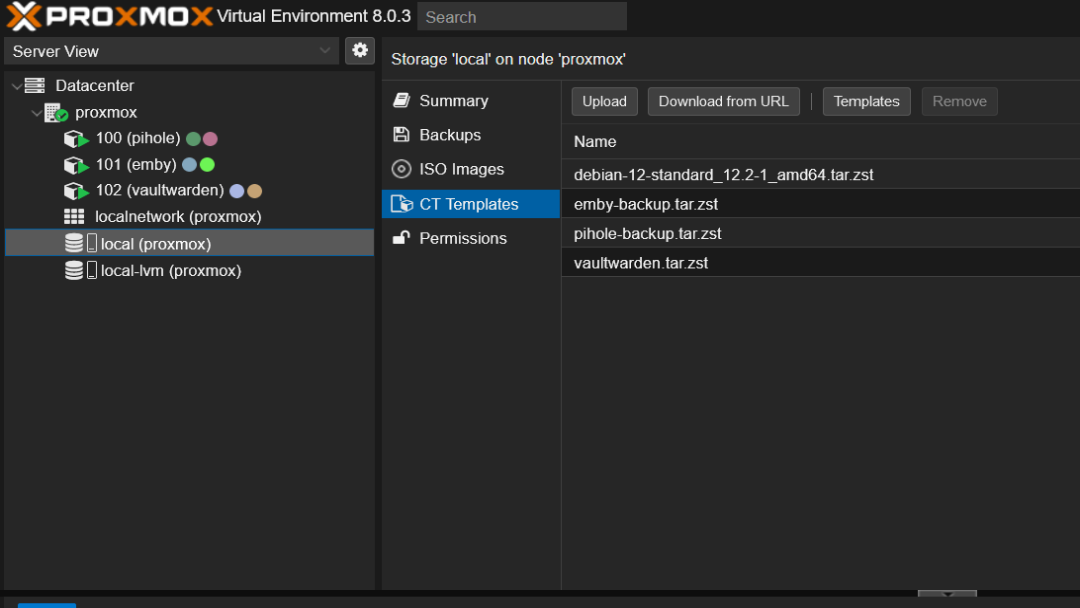 PROXMOX Virtual Environment 8.0.3 Search
Server View
Datacenter
proxmox
100 (pihole)
101 (emby)
102 (vaultwarden)
localnetwork (proxmox)
local (proxmox)
local-lvm (proxmox)
Storage 'local' on node 'proxmox'
Summary
Backups
ISO Images
CT Templates
Permissions
Upload Download from URL Templates Remove
Name
debian-12-standard_12.2-1_amd64.tar.zst
emby-backup.tar.zst
pihole-backup.tar.zst
vaultwarden.tar.zst